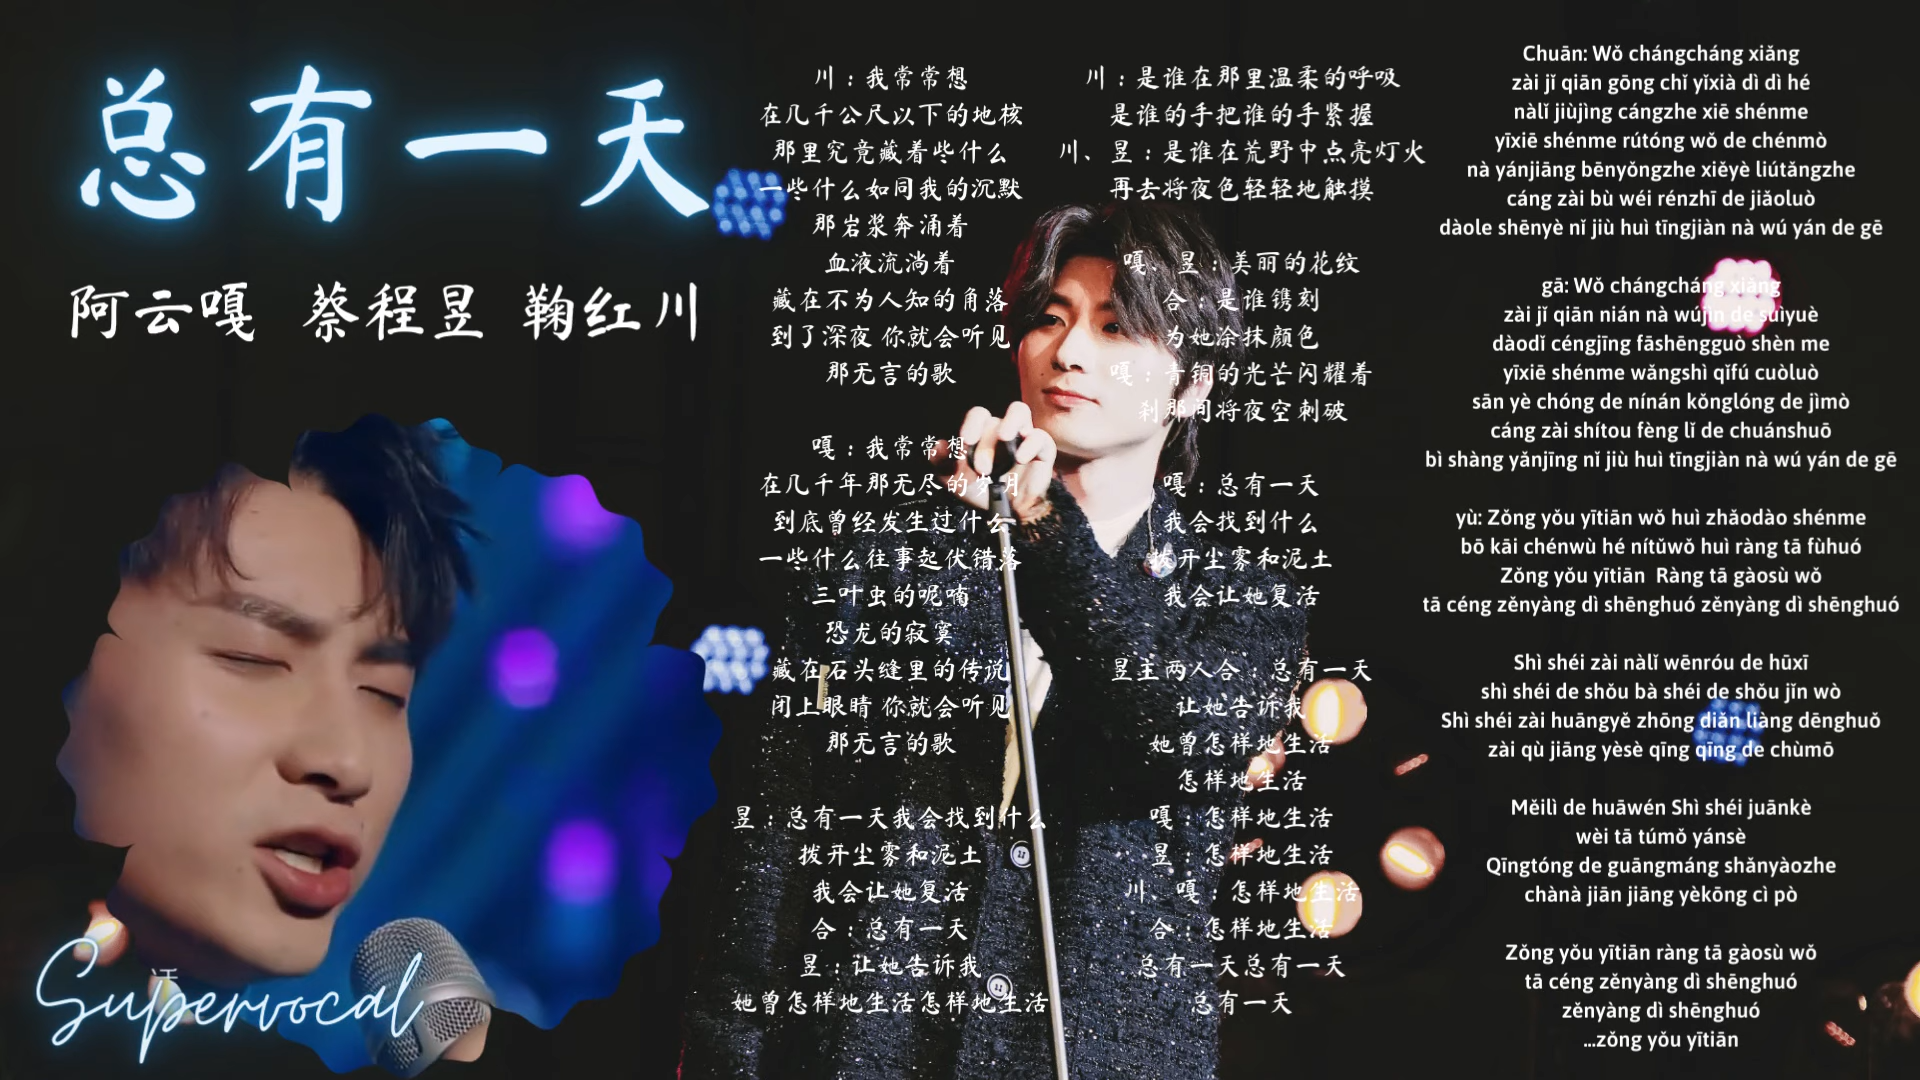 总有一天
阿云嘎 蔡程昱 鞠红川
Supervocal
川：我常常想
在几千公尺以下的地核
那里究竟藏着些什么
一些什么如同我的沉默
那岩浆奔涌着
血液流淌着
藏在不为人知的角落
到了深夜 你就会听见
那无言的歌
嘎：我常常想
在几千年那无尽的岁月
到底曾经发生过什么
一些什么往事起伏错落
三叶虫的呢喃
恐龙的寂寞
藏在石头缝里的传说
闭上眼睛 你就会听见
那无言的歌
昱：总有一天我会找到什么
拨开尘雾和泥土
我会让她复活
合：总有一天
昱：让她告诉我
她曾怎样地生活怎样地生活
川：是谁在那里温柔的呼吸
是谁的手把谁的手紧握
川、昱：是谁在荒野中点亮灯火
再去将夜色轻轻地触摸
嘎、昱：美丽的花纹
合：是谁镌刻
为她涂抹颜色
嘎：青铜的光芒闪耀着
刹那间将夜空刺破
嘎：总有一天
我会找到什么
拨开尘雾和泥土
我会让她复活
昱主两人合：总有一天
让她告诉我
她曾怎样地生活
怎样地生活
嘎：怎样地生活
昱：怎样地生活
川、嘎：怎样地生活
合：怎样地生活
总有一天总有一天
总有一天
Chuān: Wǒ chángcháng xiǎng
zài jǐ qiān gōng chǐ yǐxià dì dì hé
nàlǐ jiùjìng cángzhe xiē shénme
yīxiē shénme rútóng wǒ de chénmò
nà yánjiāng bēnyǒngzhe xiěyè liútǎngzhe
cáng zài bù wéi rénzhī de jiǎoluò
dàole shēnyè nǐ jiù huì tīngjiàn nà wú yán de gē
gā: Wǒ chángcháng xiǎng
zài jǐ qiān nián nà wújìn de suìyuè
dàodǐ céngjīng fāshēngguò shèn me
yīxiē shénme wǎngshì qǐfú cuòluò
sān yè chóng de nínán kǒnglóng de jìmò
cáng zài shítou fèng lǐ de chuánshuō
bì shàng yǎnjīng nǐ jiù huì tīngjiàn nà wú yán de gē
yù: Zǒng yǒu yītiān wǒ huì zhǎodào shénme
bō kāi chénwù hé nítǔwǒ huì ràng tā fùhuó
Zǒng yǒu yītiān  Ràng tā gàosù wǒ
tā céng zěnyàng dì shēnghuó zěnyàng dì shēnghuó
Shì shéi zài nàlǐ wēnróu de hūxī
shì shéi de shǒu bà shéi de shǒu jǐn wò
Shì shéi zài huāngyě zhōng diǎn liàng dēnghuǒ
zài qù jiāng yèsè qīng qīng de chùmō
Měilì de huāwén Shì shéi juānkè
wèi tā túmǒ yánsè
Qīngtóng de guāngmáng shǎnyàozhe
chànà jiān jiāng yèkōng cì pò
Zǒng yǒu yītiān ràng tā gàosù wǒ
tā céng zěnyàng dì shēnghuó
zěnyàng dì shēnghuó
...zǒng yǒu yītiān